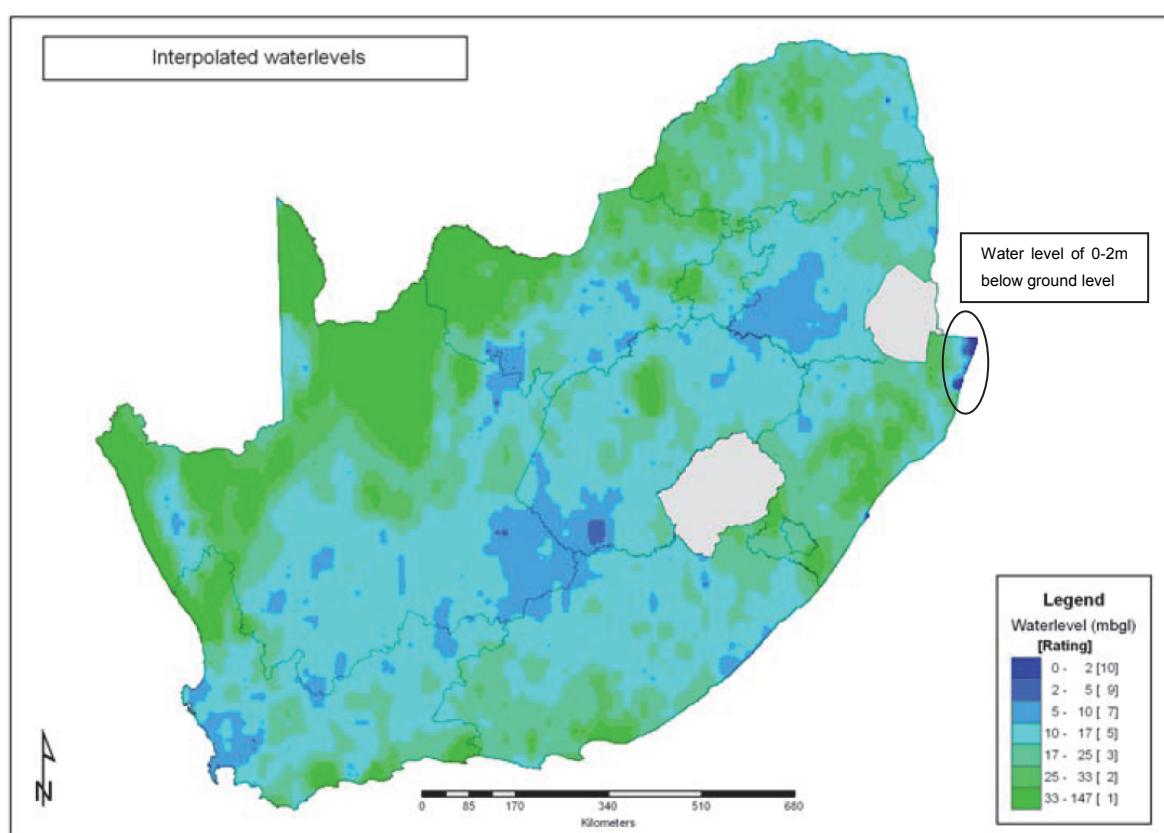 Interpolated waterlevels
Water level of 0-2m
below ground level
Legend
Waterlevel (mbgl)
[Rating]
0 - 2 [10]
2 - 5 [ 9]
5 - 10 [ 7]
10 - 17 [ 5]
17 - 25 [ 3]
25 - 33 [ 2]
33 - 147 [ 1]
N
0 85 170 340 510 680
Kilometers